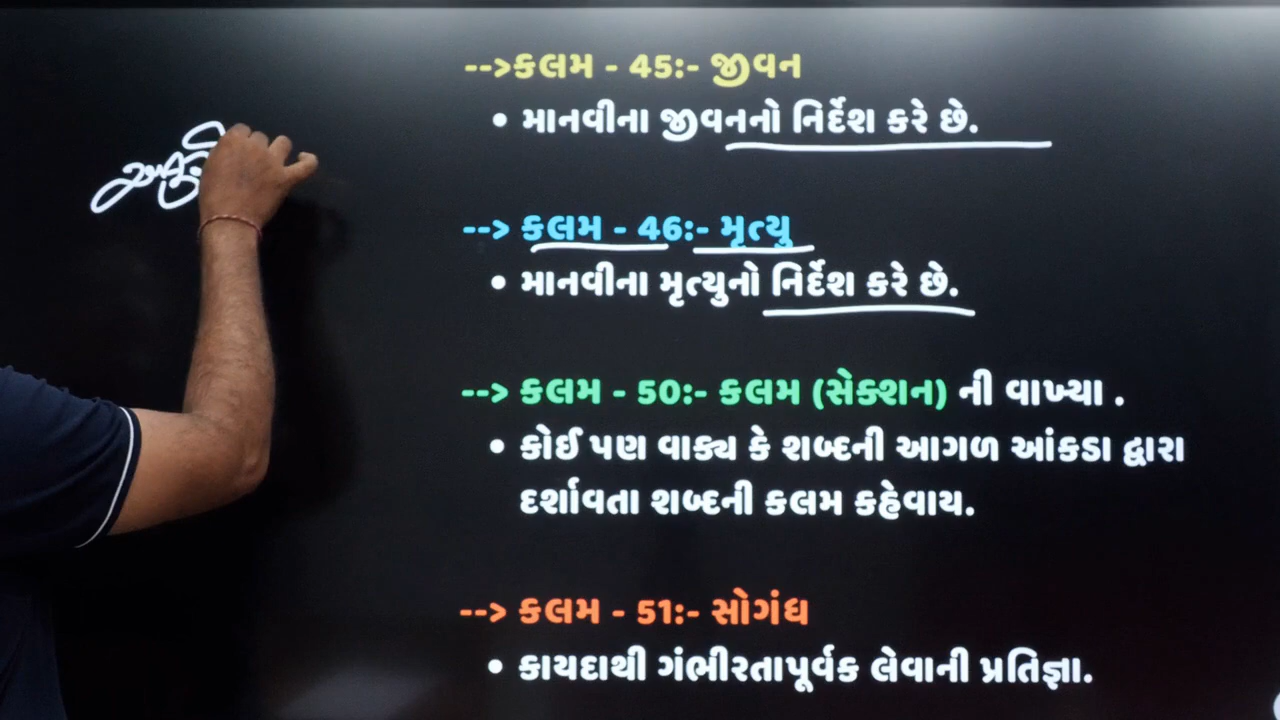 -->કલમ - 45:- જીવન
• માનવીના જીવનનો નિર્દેશ કરે છે.
--> કલમ - 46:- મૃત્યુ
• માનવીના મૃત્યુનો નિર્દેશ કરે છે.
--> કલમ - 50:- કલમ (સેક્શન) ની વાખ્યા .
• કોઈ પણ વાક્ય કે શબ્દની આગળ આંકડા દ્વારા
દર્શાવતા શબ્દની કલમ કહેવાય.
--> કલમ - 51:- સોગંધ
• કાયદાથી ગંભીરતાપૂર્વક લેવાની પ્રતિજ્ઞા.